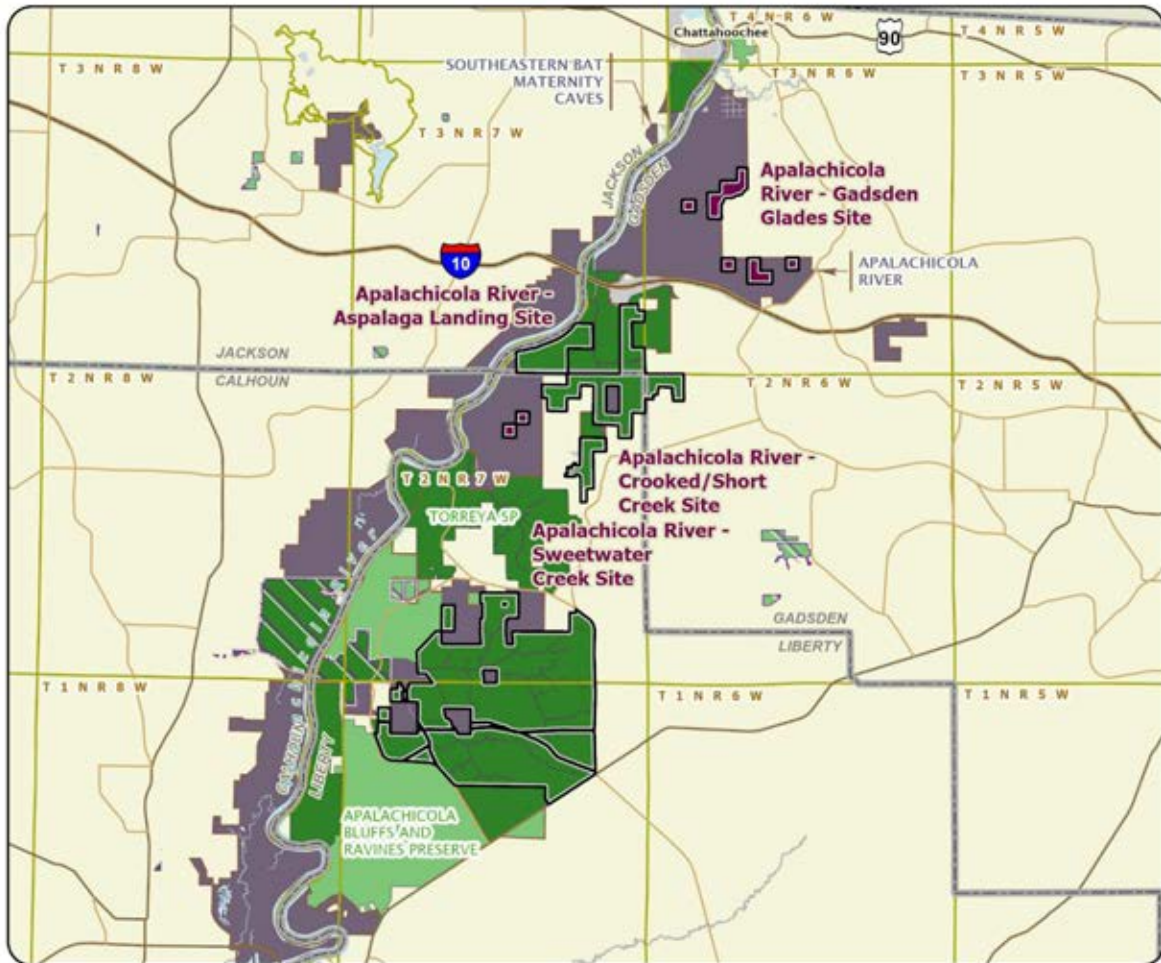 T 4 N R 6 W
T 4 N R 5 W
Chattahoochee
90
T 3 N R 8 W
SOUTHEASTERN BAT
MATERNITY
CAVES
T 3 N R 6 W
T 3 N R 5 W
T 3 N R 7 W
JACKSON
GADSDEN
Apalachicola
River - Gadsden
Glades Site
10
APALACHICOLA
RIVER
Apalachicola River -
Aspalaga Landing Site
JACKSON
CALHOUN
T 2 N R 8 W
T 2 N R 6 W
T 2 N R 5 W
Apalachicola River -
Crooked/Short
Creek Site
T 2 N R 7 W
TORREYA SP
Apalachicola River -
Sweetwater
Creek Site
GADSDEN
LIBERTY
T 1 N R 8 W
T 1 N R 6 W
T 1 N R 5 W
CALHOUN
LIBERTY
APALACHICOLA
BLUFFS AND
RAVINES PRESERVE